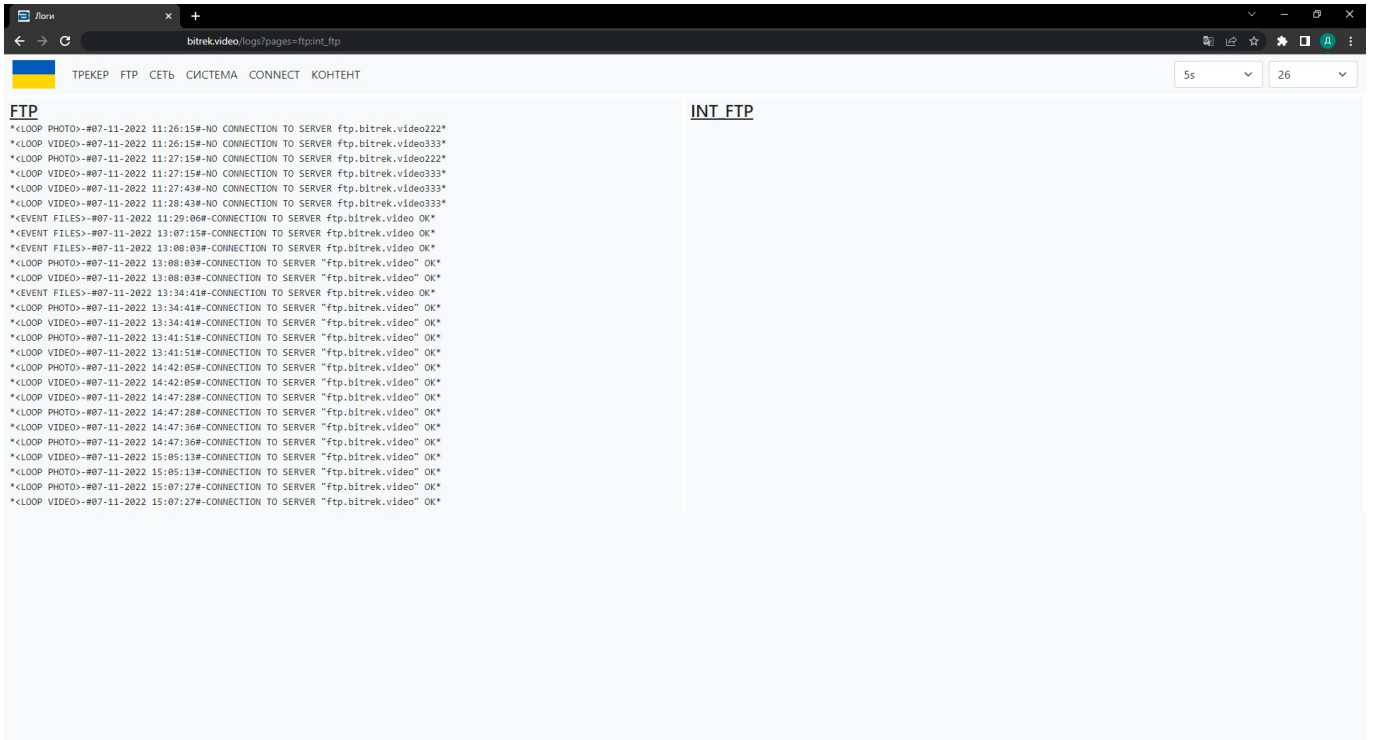 Логи
bitrek.video/logs?pages=ftp:int_ftp
Д
ТРЕКЕР FTP СЕТЬ СИСТЕМА CONNECT КОНТЕНТ
5s
26
FTP
*<LOOP PHOTO>-#07-11-2022 11:26:15#-NO CONNECTION TO SERVER ftp.bitrek.video222*
*<LOOP VIDEO>-#07-11-2022 11:26:15#-NO CONNECTION TO SERVER ftp.bitrek.video333*
*<LOOP PHOTO>-#07-11-2022 11:27:15#-NO CONNECTION TO SERVER ftp.bitrek.video222*
*<LOOP VIDEO>-#07-11-2022 11:27:15#-NO CONNECTION TO SERVER ftp.bitrek.video333*
*<LOOP VIDEO>-#07-11-2022 11:27:43#-NO CONNECTION TO SERVER ftp.bitrek.video333*
*<LOOP VIDEO>-#07-11-2022 11:28:43#-NO CONNECTION TO SERVER ftp.bitrek.video333*
*<EVENT FILES>-#07-11-2022 11:29:06#-CONNECTION TO SERVER ftp.bitrek.video OK*
*<EVENT FILES>-#07-11-2022 13:07:15#-CONNECTION TO SERVER ftp.bitrek.video OK*
*<EVENT FILES>-#07-11-2022 13:08:03#-CONNECTION TO SERVER ftp.bitrek.video OK*
*<LOOP PHOTO>-#07-11-2022 13:08:03#-CONNECTION TO SERVER "ftp.bitrek.video" OK*
*<LOOP VIDEO>-#07-11-2022 13:08:03#-CONNECTION TO SERVER "ftp.bitrek.video" OK*
*<EVENT FILES>-#07-11-2022 13:34:41#-CONNECTION TO SERVER ftp.bitrek.video OK*
*<LOOP PHOTO>-#07-11-2022 13:34:41#-CONNECTION TO SERVER "ftp.bitrek.video" OK*
*<LOOP VIDEO>-#07-11-2022 13:34:41#-CONNECTION TO SERVER "ftp.bitrek.video" OK*
*<LOOP PHOTO>-#07-11-2022 13:41:51#-CONNECTION TO SERVER "ftp.bitrek.video" OK*
*<LOOP VIDEO>-#07-11-2022 13:41:51#-CONNECTION TO SERVER "ftp.bitrek.video" OK*
*<LOOP PHOTO>-#07-11-2022 14:42:05#-CONNECTION TO SERVER "ftp.bitrek.video" OK*
*<LOOP VIDEO>-#07-11-2022 14:42:05#-CONNECTION TO SERVER "ftp.bitrek.video" OK*
*<LOOP VIDEO>-#07-11-2022 14:47:28#-CONNECTION TO SERVER "ftp.bitrek.video" OK*
*<LOOP PHOTO>-#07-11-2022 14:47:28#-CONNECTION TO SERVER "ftp.bitrek.video" OK*
*<LOOP VIDEO>-#07-11-2022 14:47:36#-CONNECTION TO SERVER "ftp.bitrek.video" OK*
*<LOOP PHOTO>-#07-11-2022 14:47:36#-CONNECTION TO SERVER "ftp.bitrek.video" OK*
*<LOOP VIDEO>-#07-11-2022 15:05:13#-CONNECTION TO SERVER "ftp.bitrek.video" OK*
*<LOOP PHOTO>-#07-11-2022 15:05:13#-CONNECTION TO SERVER "ftp.bitrek.video" OK*
*<LOOP PHOTO>-#07-11-2022 15:07:27#-CONNECTION TO SERVER "ftp.bitrek.video" OK*
*<LOOP VIDEO>-#07-11-2022 15:07:27#-CONNECTION TO SERVER "ftp.bitrek.video" OK*
INT_FTP